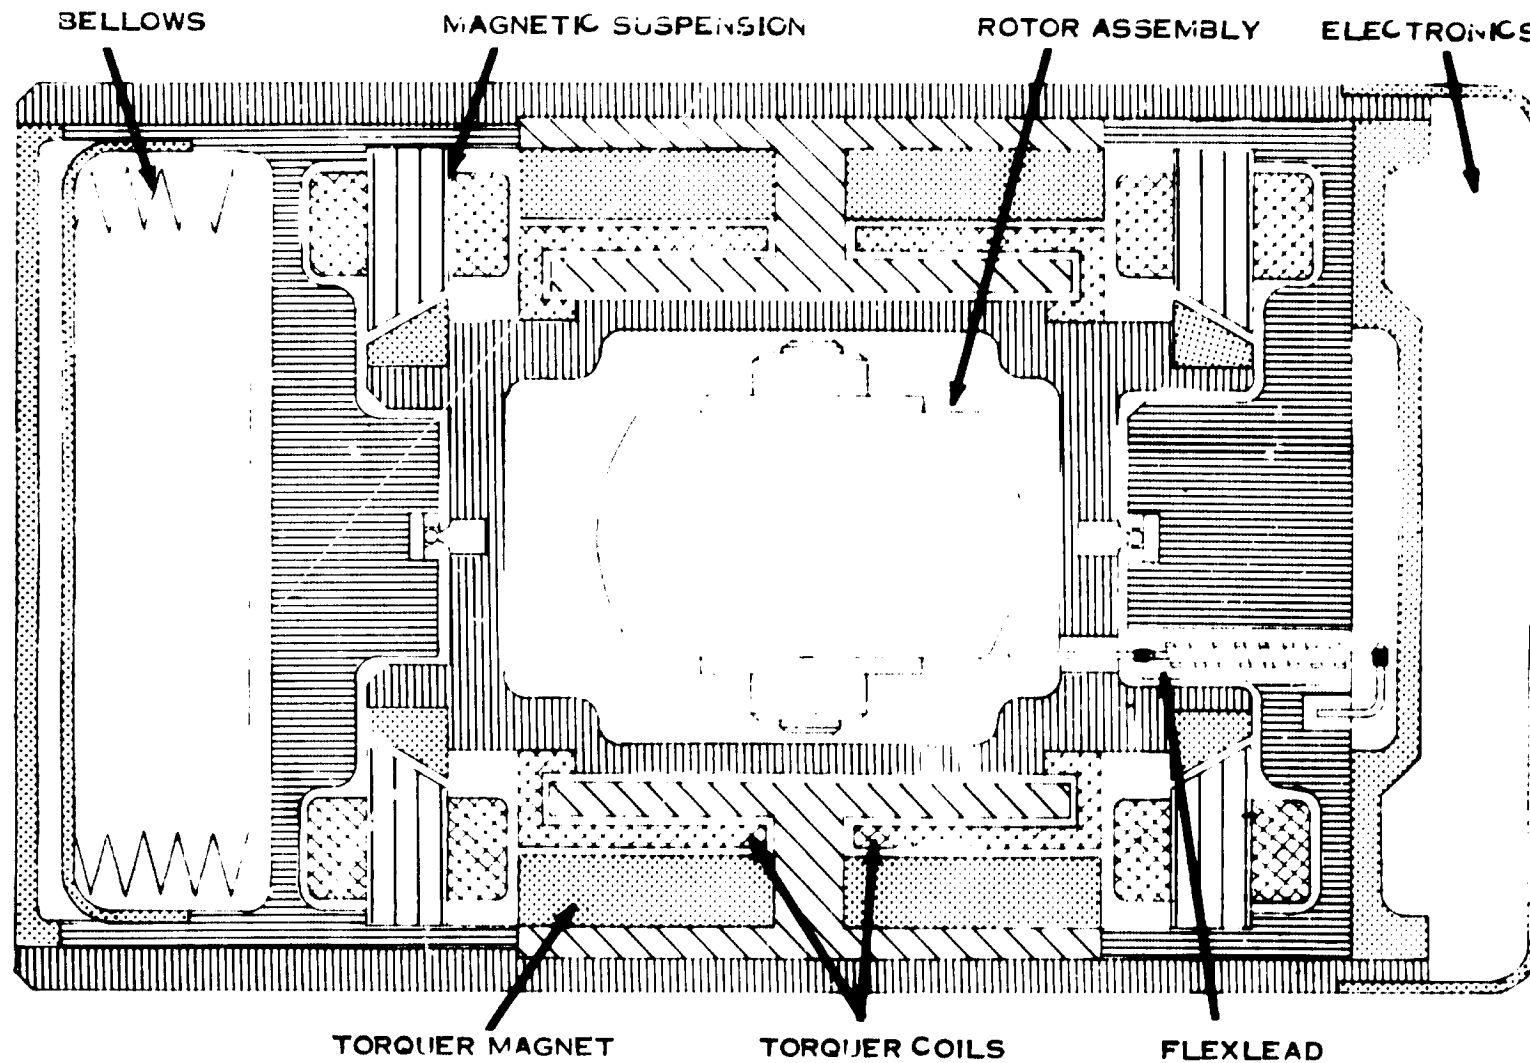 BELLOWS
MAGNETIC SUSPENSION
ROTOR ASSEMBLY
ELECTRONICS
TORQUER MAGNET
TORQUER COILS
FLEXLEAD